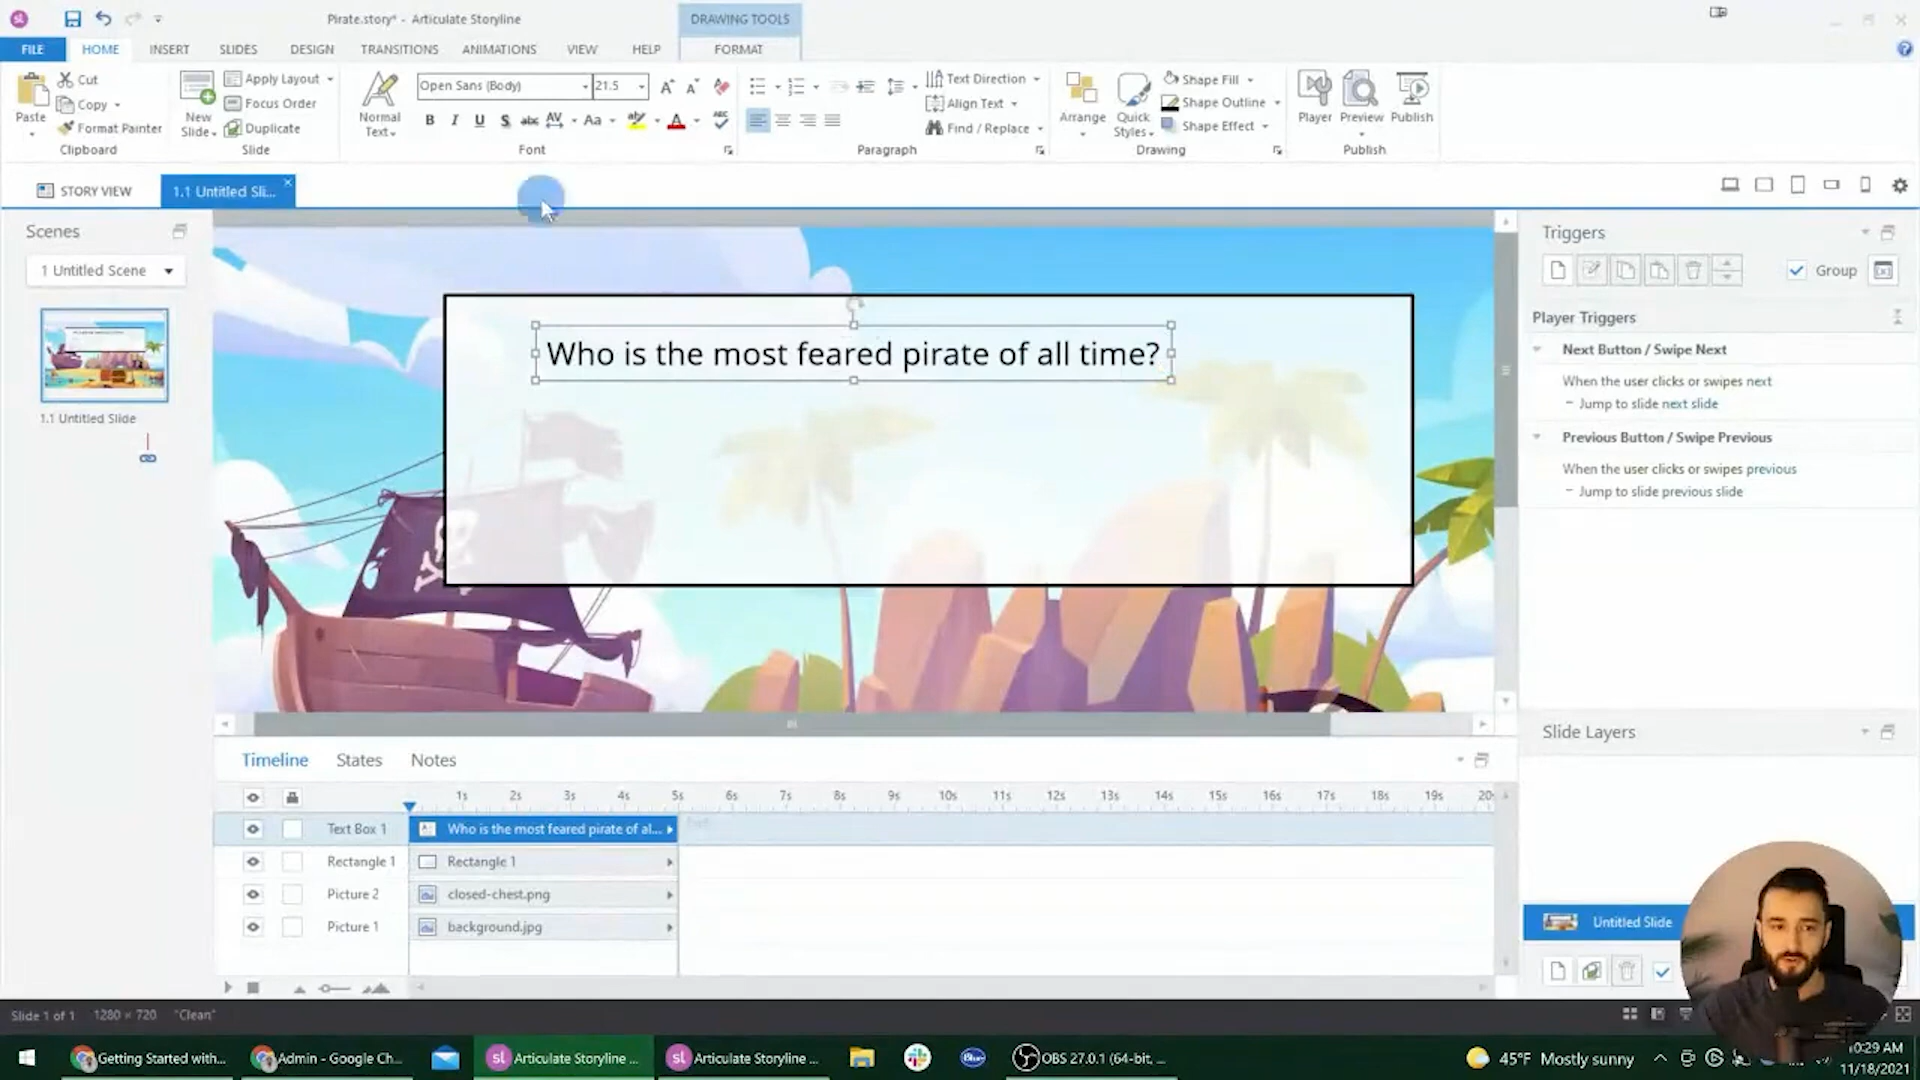 Pirate.story* - Articulate Storyline
DRAWING TOOLS
FILE HOME INSERT SLIDES DESIGN TRANSITIONS ANIMATIONS VIEW HELP FORMAT
Paste
Cut
Copy
Format Painter
Clipboard
New
Slide
Apply Layout
Focus Order
Duplicate
Slide
Normal
Text
Open Sans (Body) 21.5
Font
Text Direction
Align Text
Find / Replace
Paragraph
Arrange
Quick
Styles
Shape Fill
Shape Outline
Shape Effect
Drawing
Player
Preview
Publish
Publish
STORY VIEW
1.1 Untitled Sli...
Scenes
1 Untitled Scene
1.1 Untitled Slide
Who is the most feared pirate of all time?
Triggers
Group
Player Triggers
Next Button / Swipe Next
When the user clicks or swipes next
Jump to slide next slide
Previous Button / Swipe Previous
When the user clicks or swipes previous
Jump to slide previous slide
Slide Layers
Untitled Slide
Timeline States Notes
1s 2s 3s 4s 5s 6s 7s 8s 9s 10s 11s 12s 13s 14s 15s 16s 17s 18s 19s 20
Text Box 1 Who is the most feared pirate of al...
Rectangle 1 Rectangle 1
Picture 2 closed-chest.png
Picture 1 background.jpg
Slide 1 of 1 1280 × 720 "Clean"
Getting Started with...
Admin - Google Ch...
Articulate Storyline ...
Articulate Storyline ...
OBS 27.0.1 (64-bit, ...
45°F Mostly sunny
10:29 AM
11/18/2021